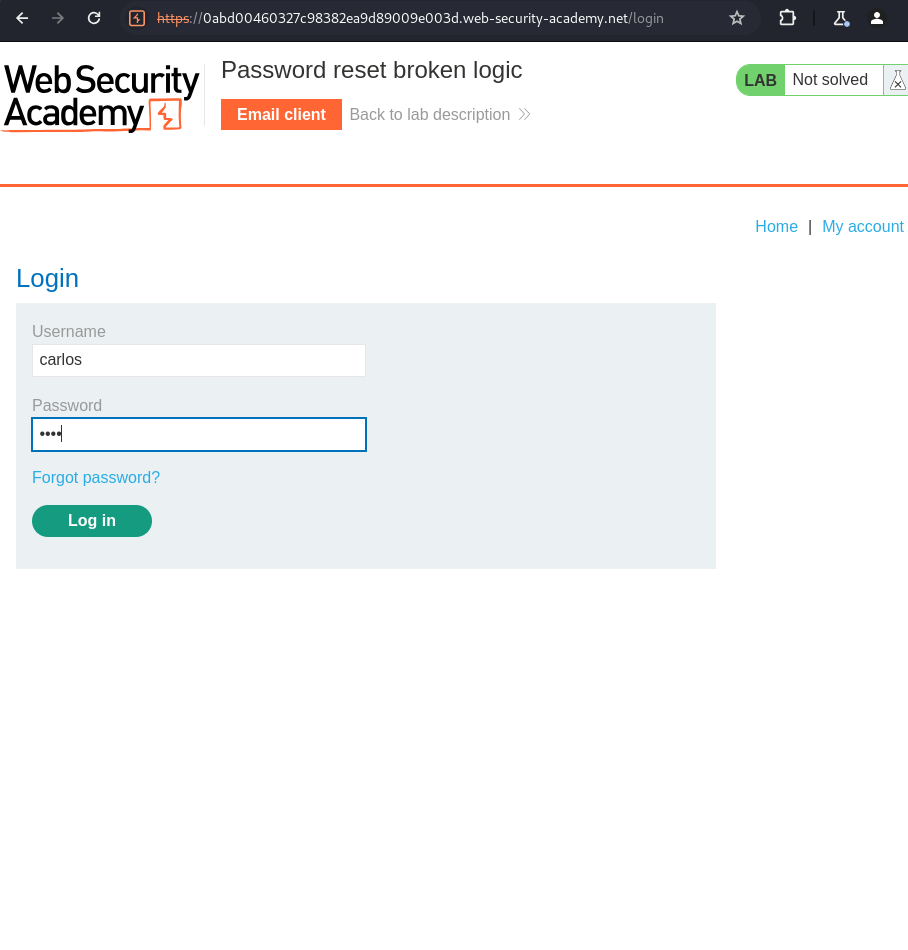 https://0abd00460327c98382ea9d89009e003d.web-security-academy.net/login
Web Security
Academy
Password reset broken logic
Email client
Back to lab description
LAB
Not solved
Home | My account
Login
Username
carlos
Password
••••
Forgot password?
Log in